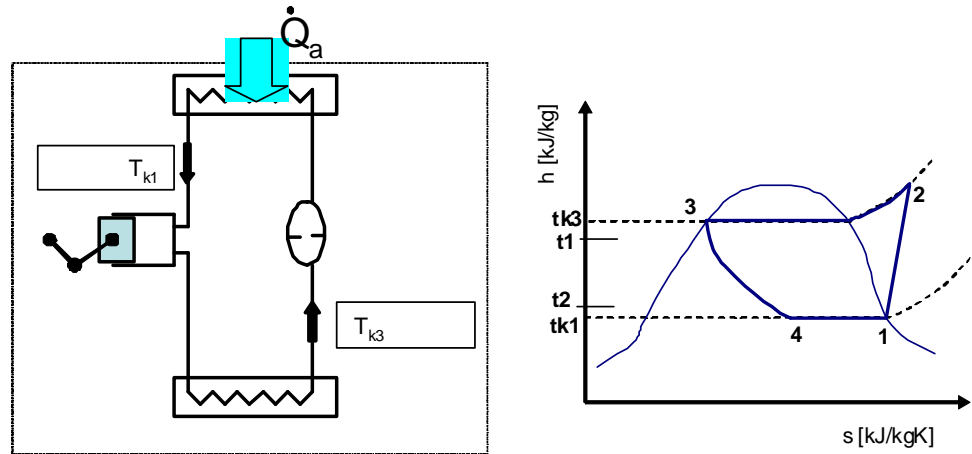 Q̇a
Tk1
Tk3
h [kJ/kg]
tk3
t1
t2
tk1
3
2
4
1
s [kJ/kgK]